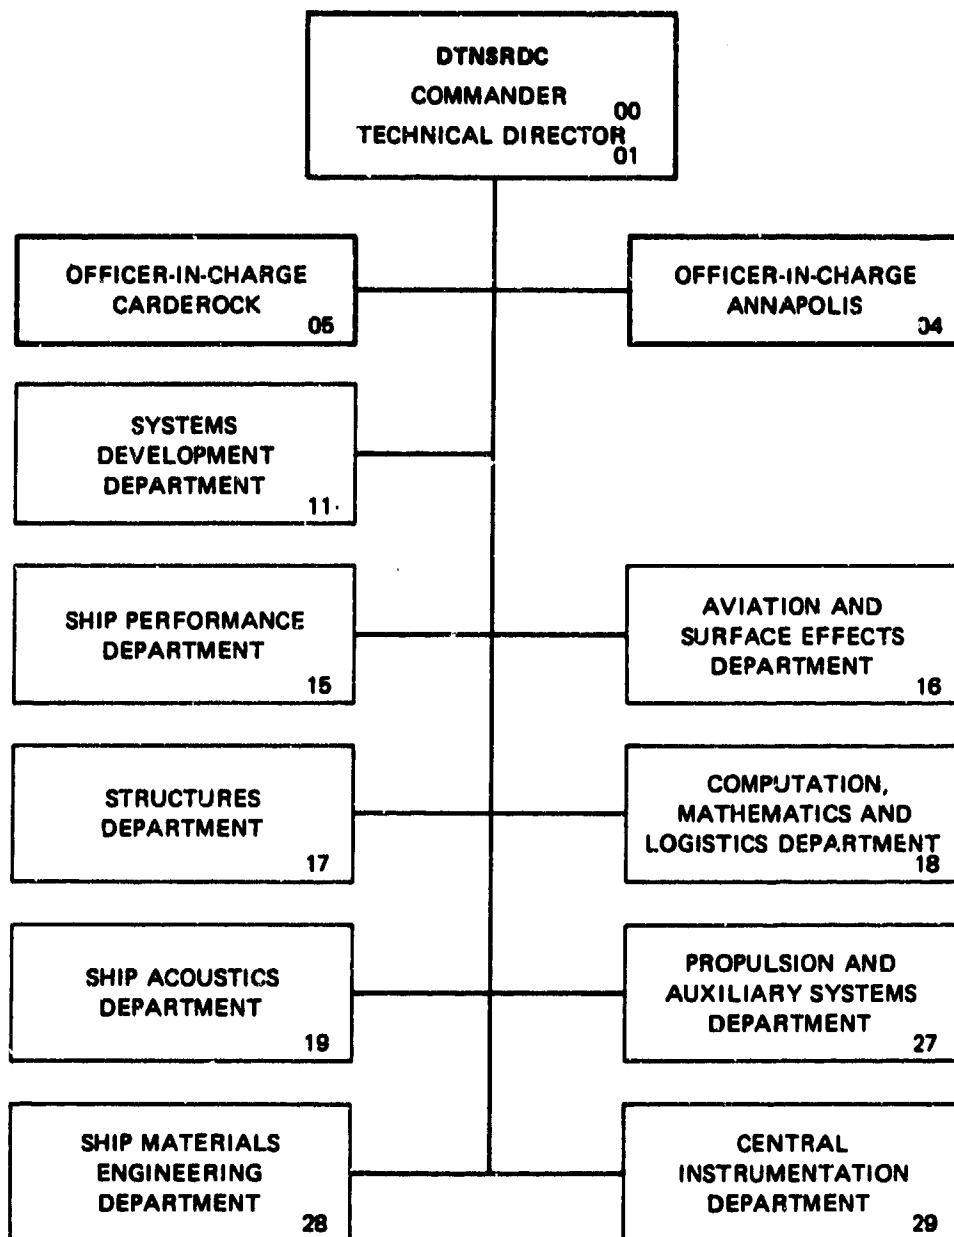 DTNSRDC
COMMANDER
00
TECHNICAL DIRECTOR
01
OFFICER-IN-CHARGE
CARDEROCK
05
OFFICER-IN-CHARGE
ANNAPOLIS
04
SYSTEMS
DEVELOPMENT
DEPARTMENT
11
SHIP PERFORMANCE
DEPARTMENT
15
AVIATION AND
SURFACE EFFECTS
DEPARTMENT
16
STRUCTURES
DEPARTMENT
17
COMPUTATION,
MATHEMATICS AND
LOGISTICS DEPARTMENT
18
SHIP ACOUSTICS
DEPARTMENT
19
PROPULSION AND
AUXILIARY SYSTEMS
DEPARTMENT
27
SHIP MATERIALS
ENGINEERING
DEPARTMENT
28
CENTRAL
INSTRUMENTATION
DEPARTMENT
29